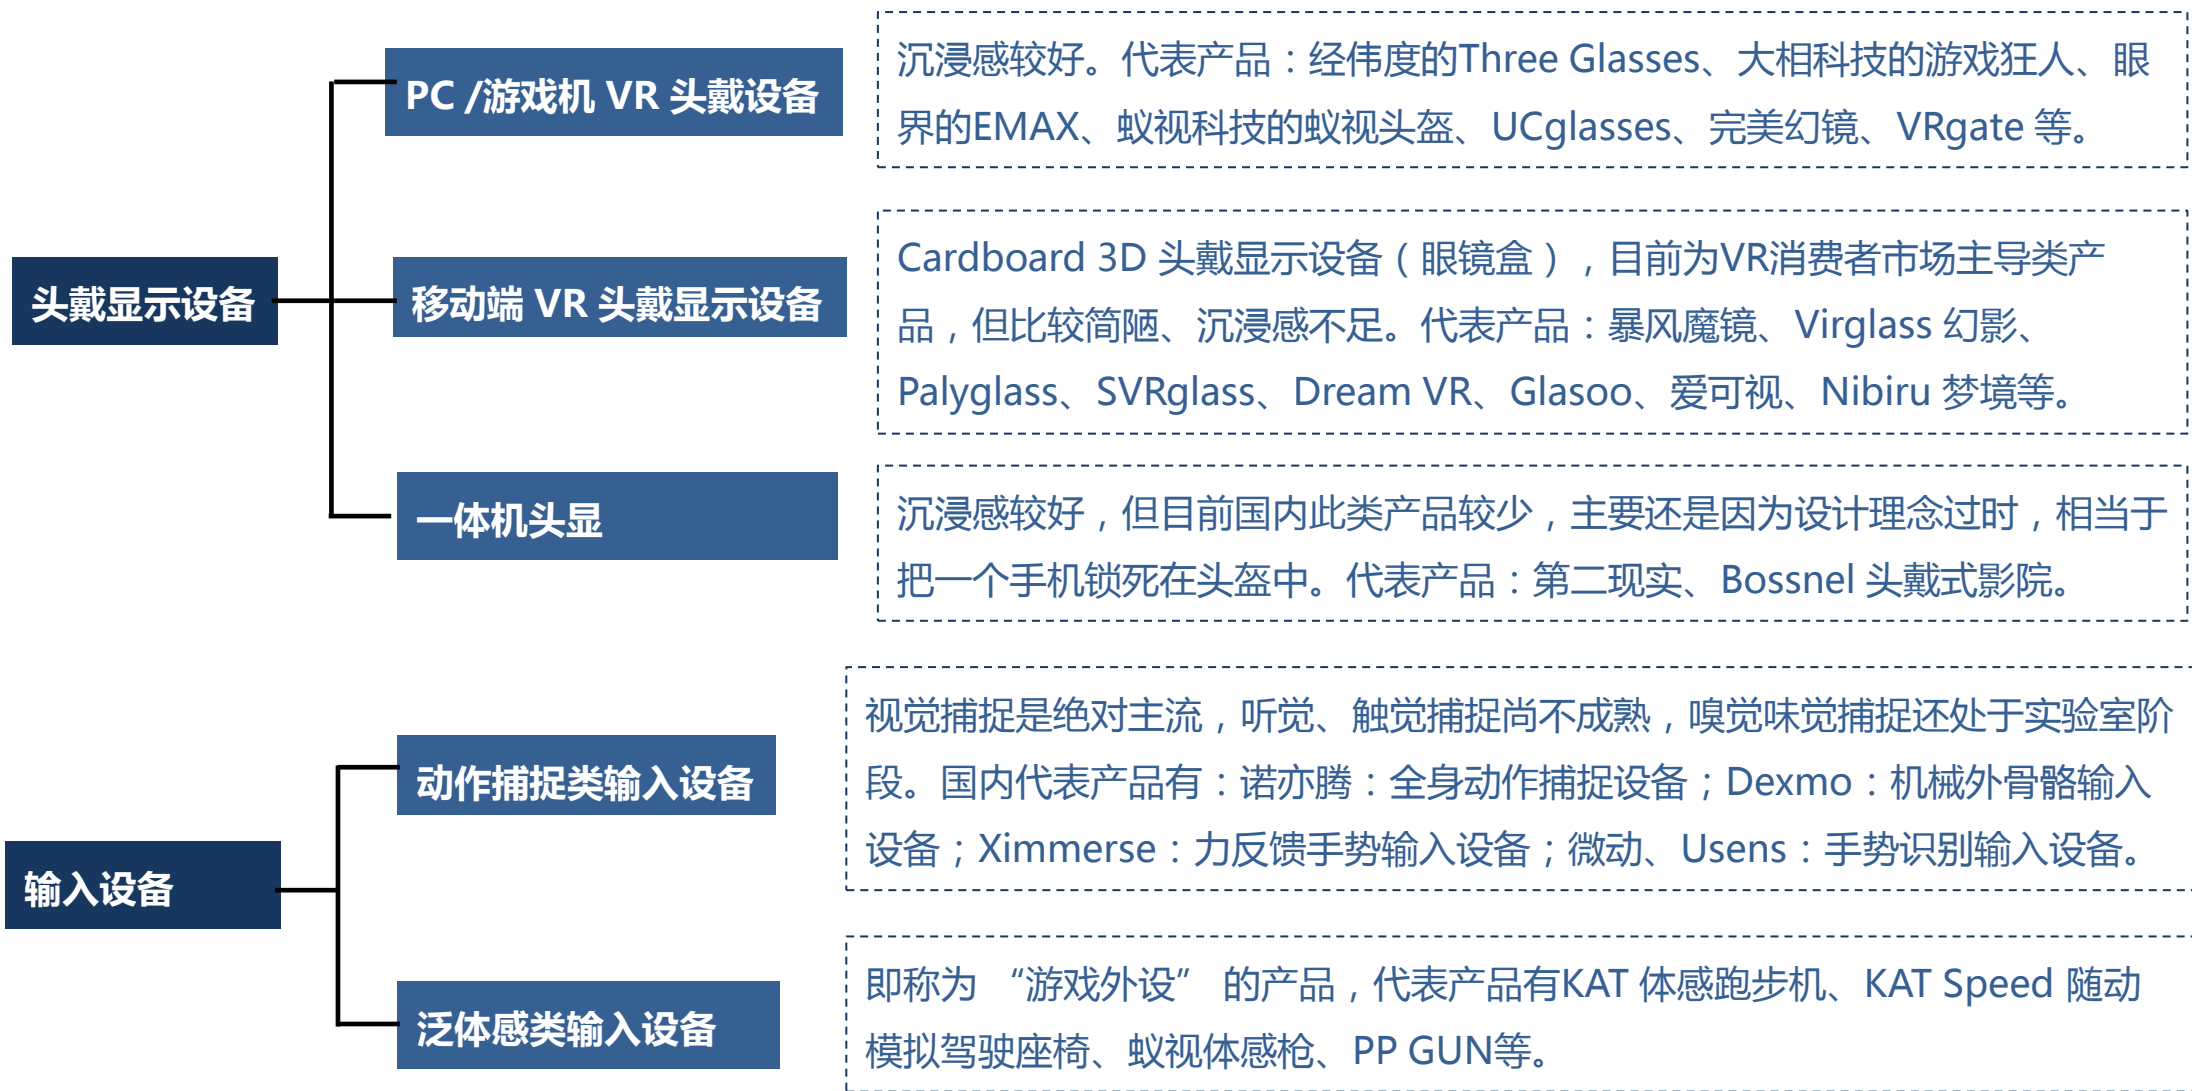 头戴显示设备
PC /游戏机 VR 头戴设备
沉浸感较好。代表产品：经伟度的Three Glasses、大相科技的游戏狂人、眼
界的EMAX、蚁视科技的蚁视头盔、UCglasses、完美幻镜、VRgate 等。
移动端 VR 头戴显示设备
Cardboard 3D 头戴显示设备（眼镜盒），目前为VR消费者市场主导类产
品，但比较简陋、沉浸感不足。代表产品：暴风魔镜、Virglass 幻影、
Palyglass、SVRglass、Dream VR、Glasoo、爱可视、Nibiru 梦境等。
一体机头显
沉浸感较好，但目前国内此类产品较少，主要还是因为设计理念过时，相当于
把一个手机锁死在头盔中。代表产品：第二现实、Bossnel 头戴式影院。
输入设备
动作捕捉类输入设备
视觉捕捉是绝对主流，听觉、触觉捕捉尚不成熟，嗅觉味觉捕捉还处于实验室阶
段。国内代表产品有：诺亦腾：全身动作捕捉设备；Dexmo：机械外骨骼输入
设备；Ximmerse：力反馈手势输入设备；微动、Usens：手势识别输入设备。
泛体感类输入设备
即称为 “游戏外设” 的产品，代表产品有KAT 体感跑步机、KAT Speed 随动
模拟驾驶座椅、蚁视体感枪、PP GUN等。